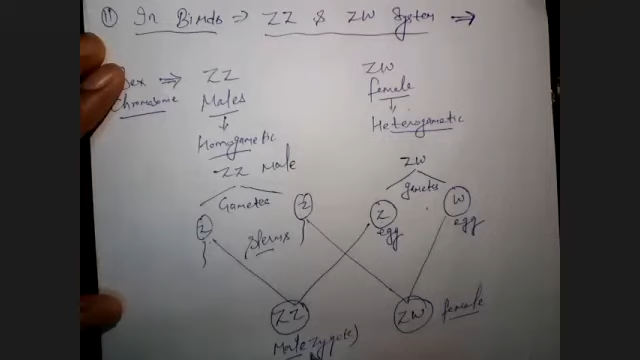 (11) In Birds ⇒ ZZ & ZW System →
Sex Chromosome ⇒ ZZ Males ZW female
↓ ↓
Homogametic Heterogametic
ZZ Male ZW
Gametes gametes
Z Z Z W
Sterms egg egg
ZZ ZW female
Male zygote)